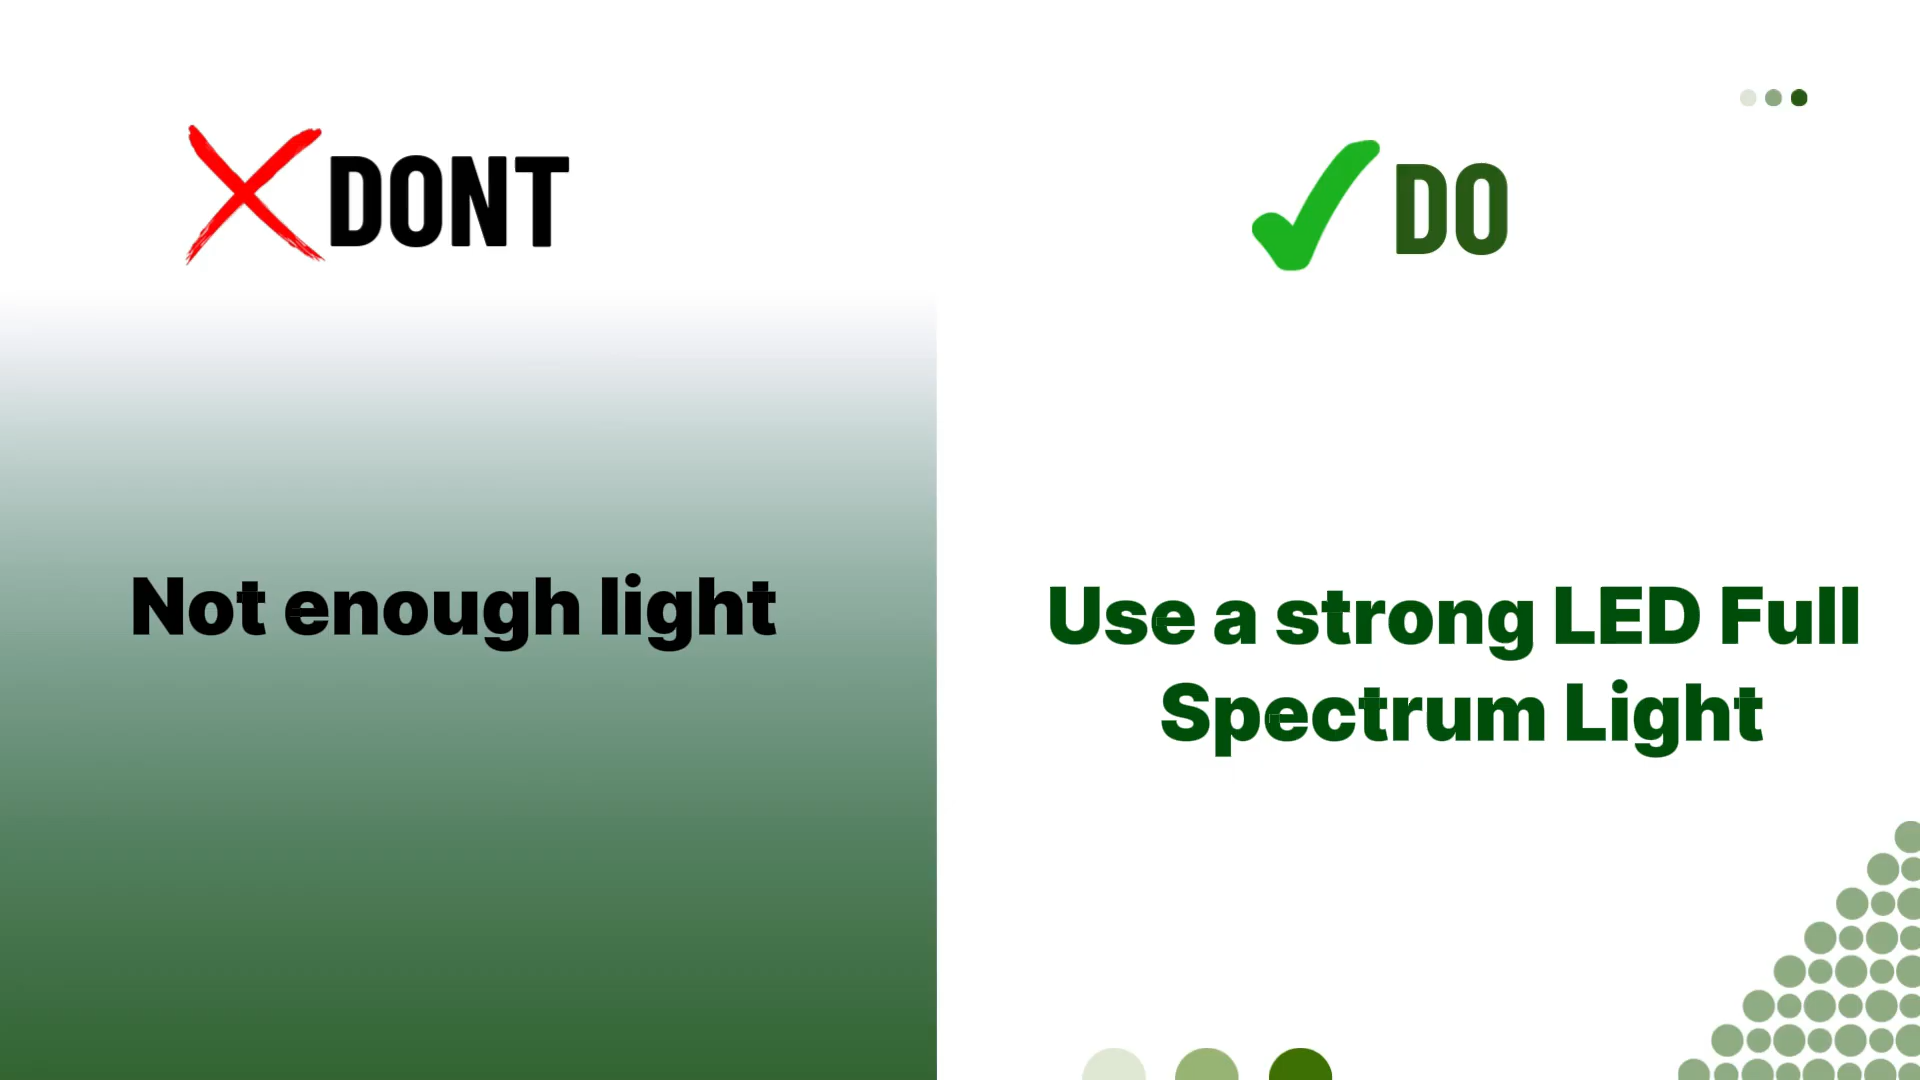 DONT
Not enough light
DO
Use a strong LED Full
Spectrum Light